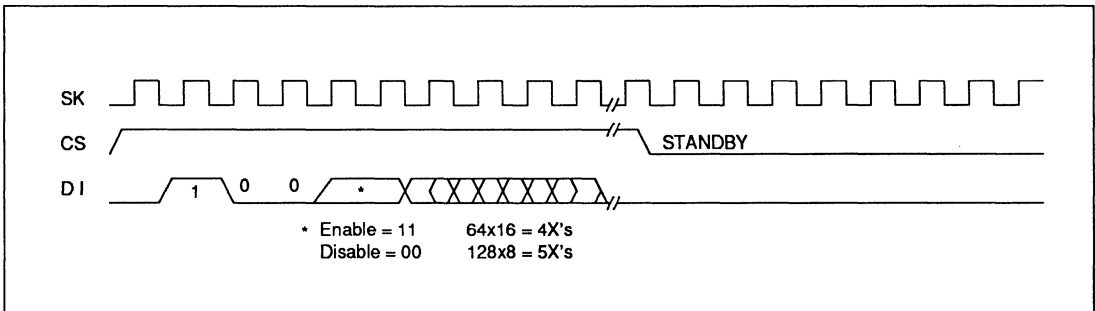 SK
CS
STANDBY
DI
1
0
0
*
* Enable = 11
64x16 = 4X's
Disable = 00
128x8 = 5X's